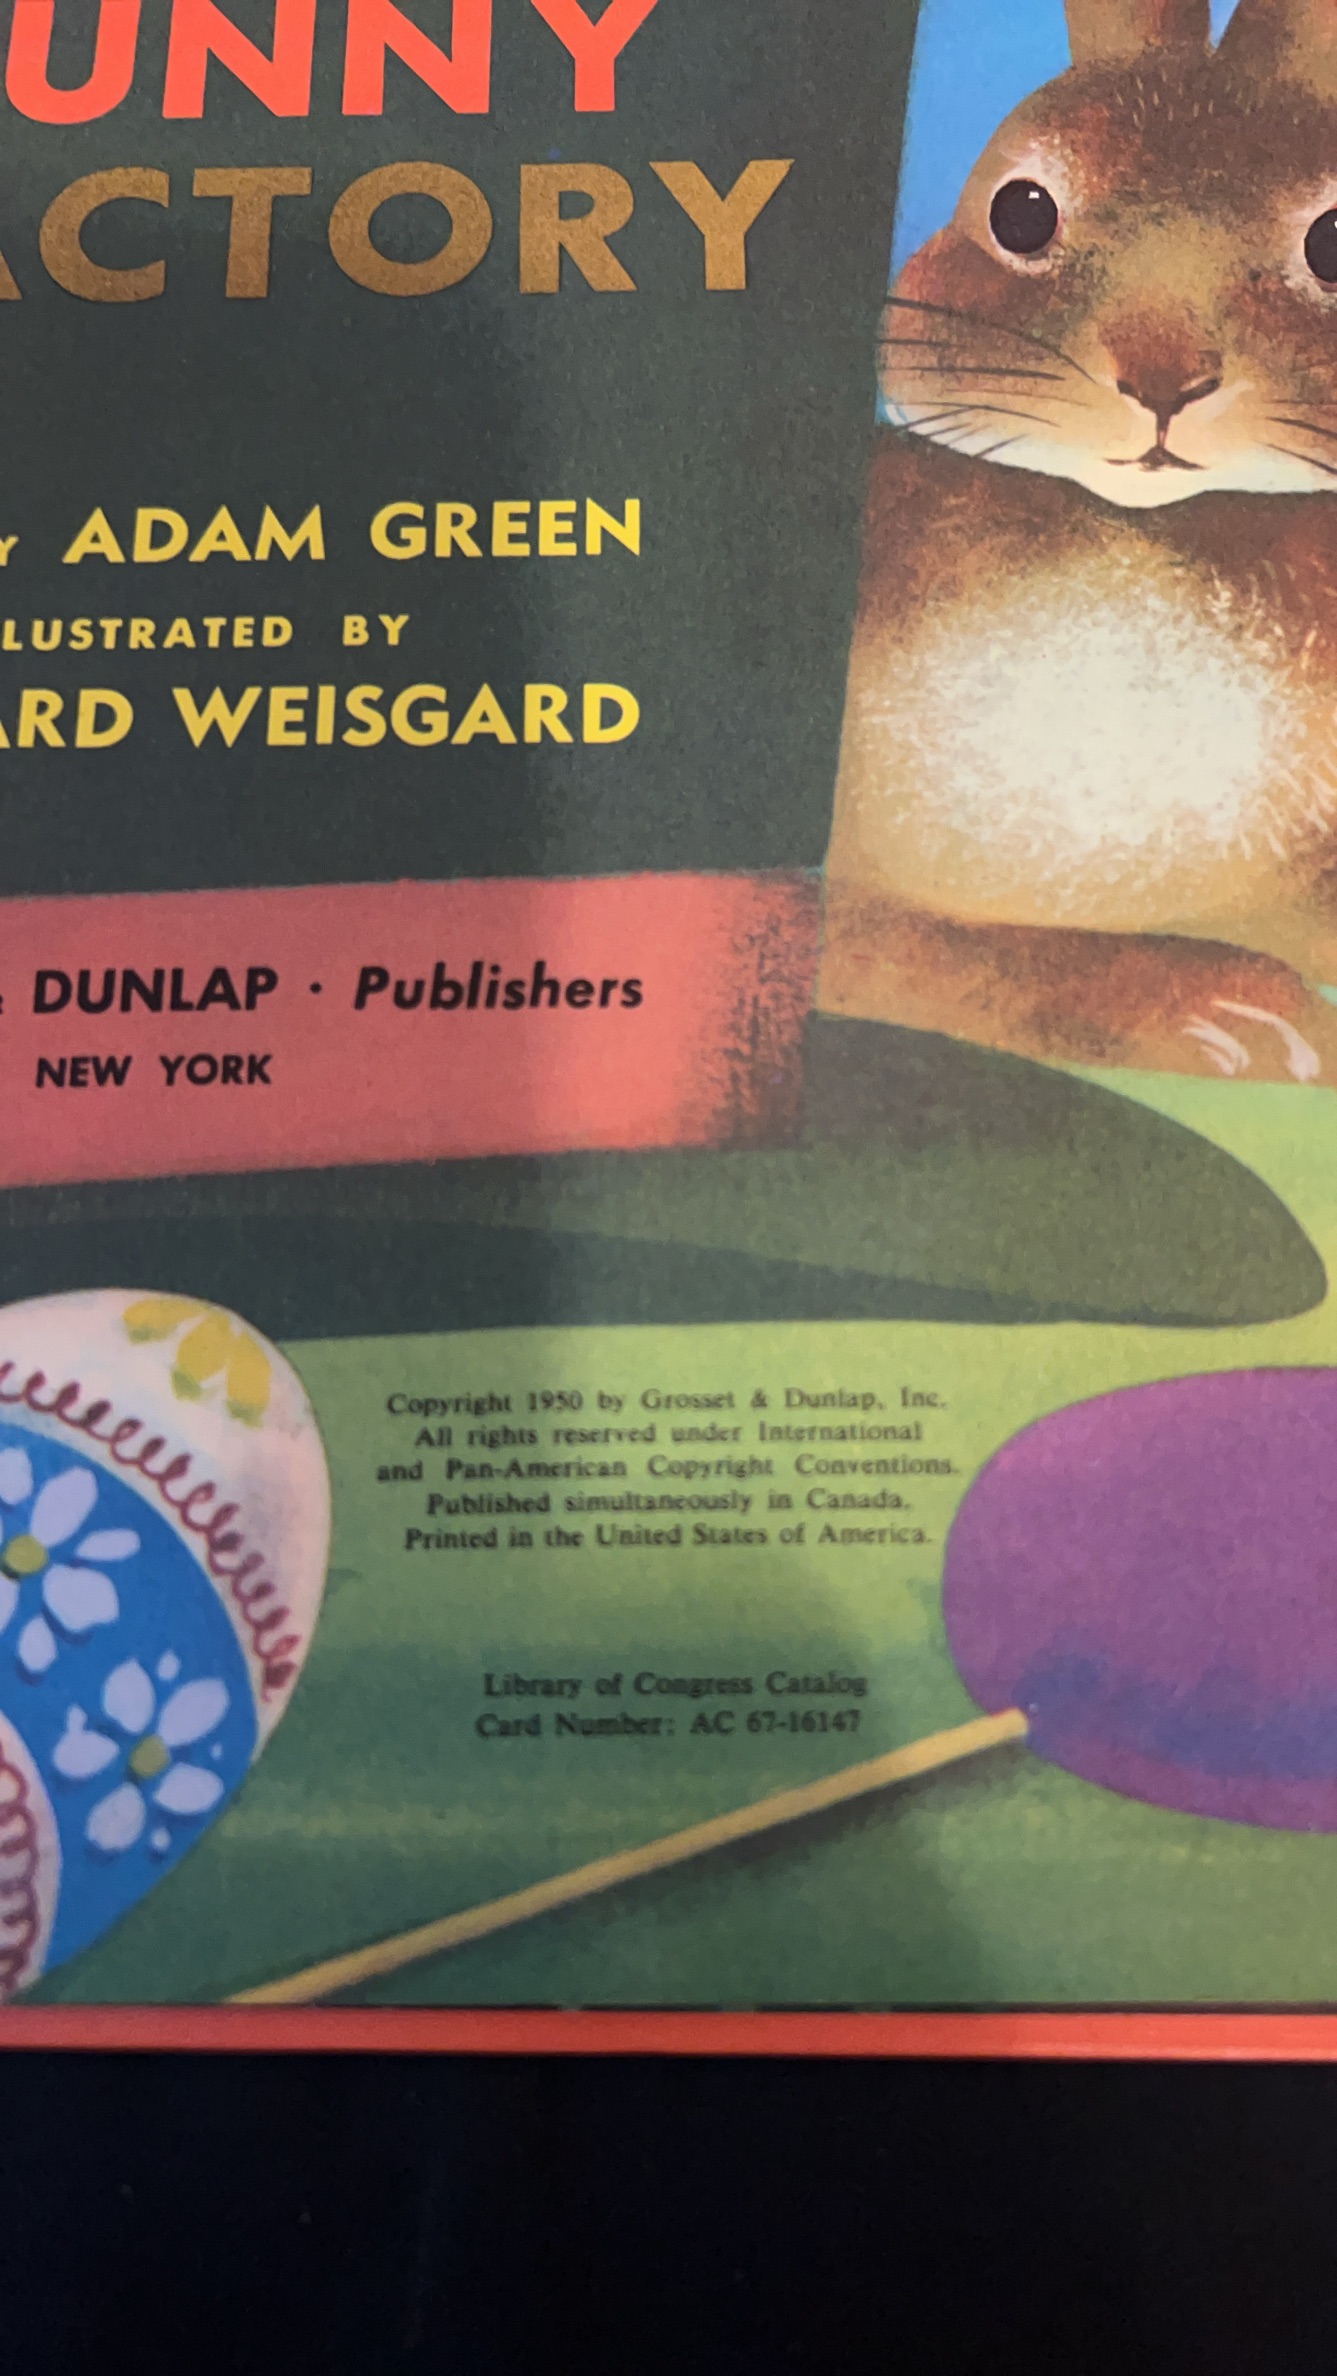 UNNY
ACTORY
Y ADAM GREEN
LUSTRATED BY
ARD WEISGARD
& DUNLAP · Publishers
NEW YORK
Copyright 1950 by Grosset & Dunlap, Inc.
All rights reserved under International
and Pan-American Copyright Conventions.
Published simultaneously in Canada.
Printed in the United States of America.
Library of Congress Catalog
Card Number: AC 67-16147